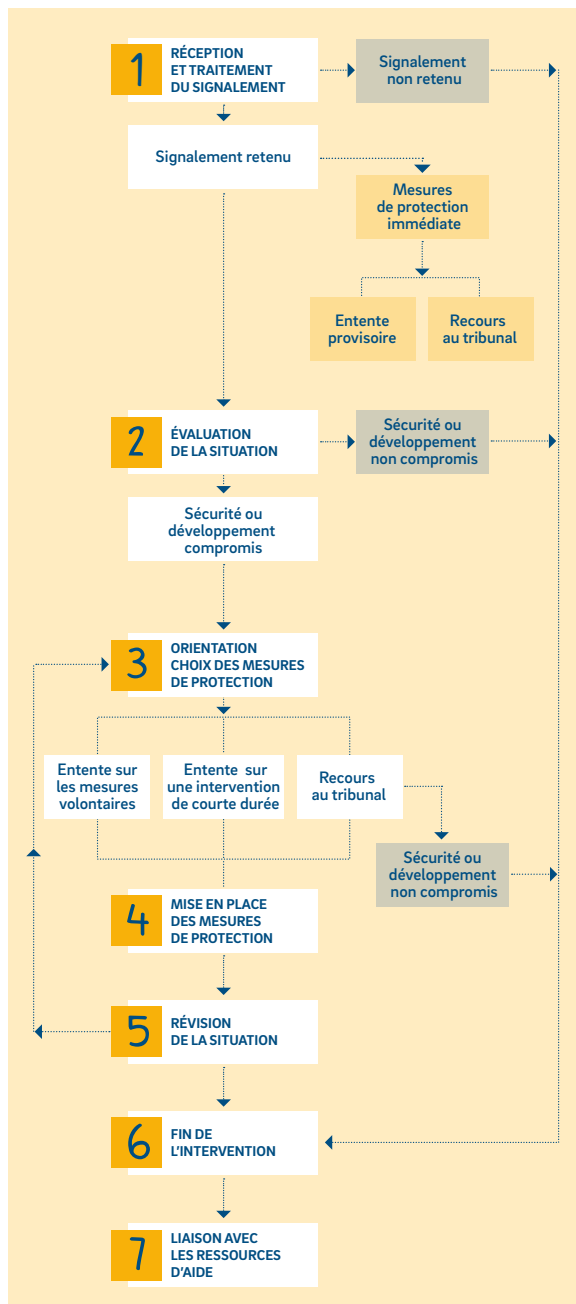 1
RÉCEPTION
ET TRAITEMENT
DU SIGNALEMENT
Signalement
non retenu
Signalement retenu
Mesures
de protection
immédiate
Entente
provisoire
Recours
au tribunal
2
ÉVALUATION
DE LA SITUATION
Sécurité ou
développement
non compromis
Sécurité ou
développement
compromis
3
ORIENTATION
CHOIX DES MESURES
DE PROTECTION
Entente sur
les mesures
volontaires
Entente sur
une intervention
de courte durée
Recours
au tribunal
Sécurité ou
développement
non compromis
4
MISE EN PLACE
DES MESURES
DE PROTECTION
5
RÉVISION
DE LA SITUATION
6
FIN DE
L'INTERVENTION
7
LIAISON AVEC
LES RESSOURCES
D'AIDE